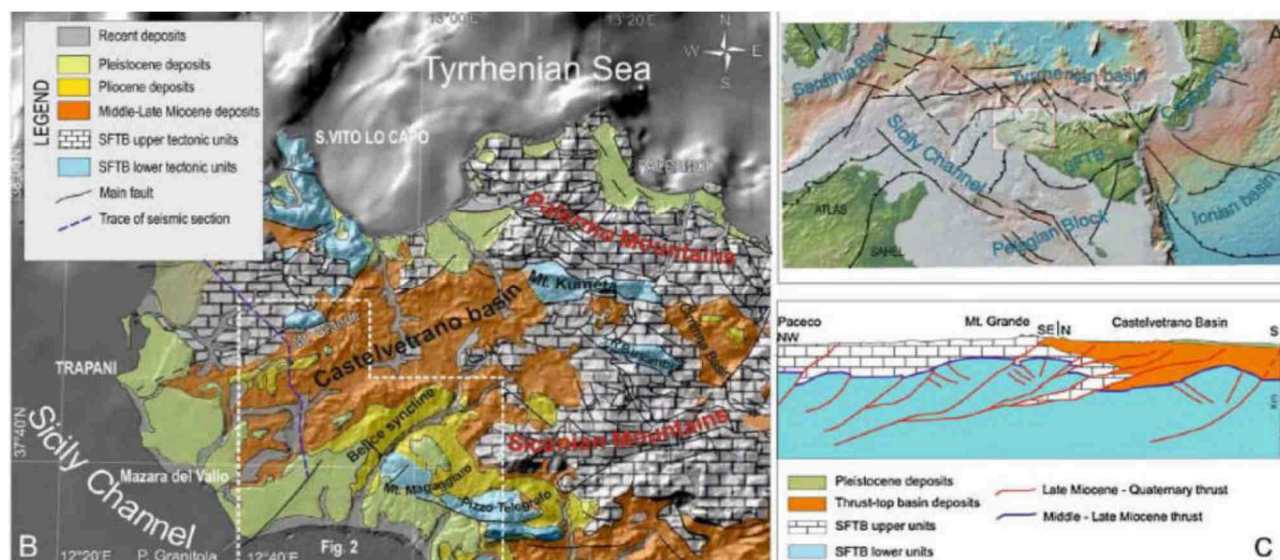 LEGEND
Recent deposits
Pleistocene deposits
Pliocene deposits
Middle-Late Miocene deposits
SFTB upper tectonic units
SFTB lower tectonic units
Main fault
Trace of seismic section
13°00' E
13°20' E
N
W E
S
Tyrrhenian Sea
S.VITO LO CAPO
PALERMO
Palermo Mountains
Mt. Kumeta
Castelvetrano basin
TRAPANI
37°40'N
Sicanian Mountains
Belice syncline
Sicily Channel
Mazara del Vallo
Mt. Magaggiaro
Pizzo Telegrafo
B
12°20' E
P. Granitola
12°40' E
Fig. 2
A
Sardinia Block
Tyrrhenian basin
Sicily Channel
SFTB
ATLAS
SAHEL
Pelagian Block
Ionian basin
Paceco
NW
Mt. Grande
SE N
Castelvetrano Basin
S
Pleistocene deposits
Thrust-top basin deposits
SFTB upper units
SFTB lower units
Late Miocene - Quaternary thrust
Middle - Late Miocene thrust
C